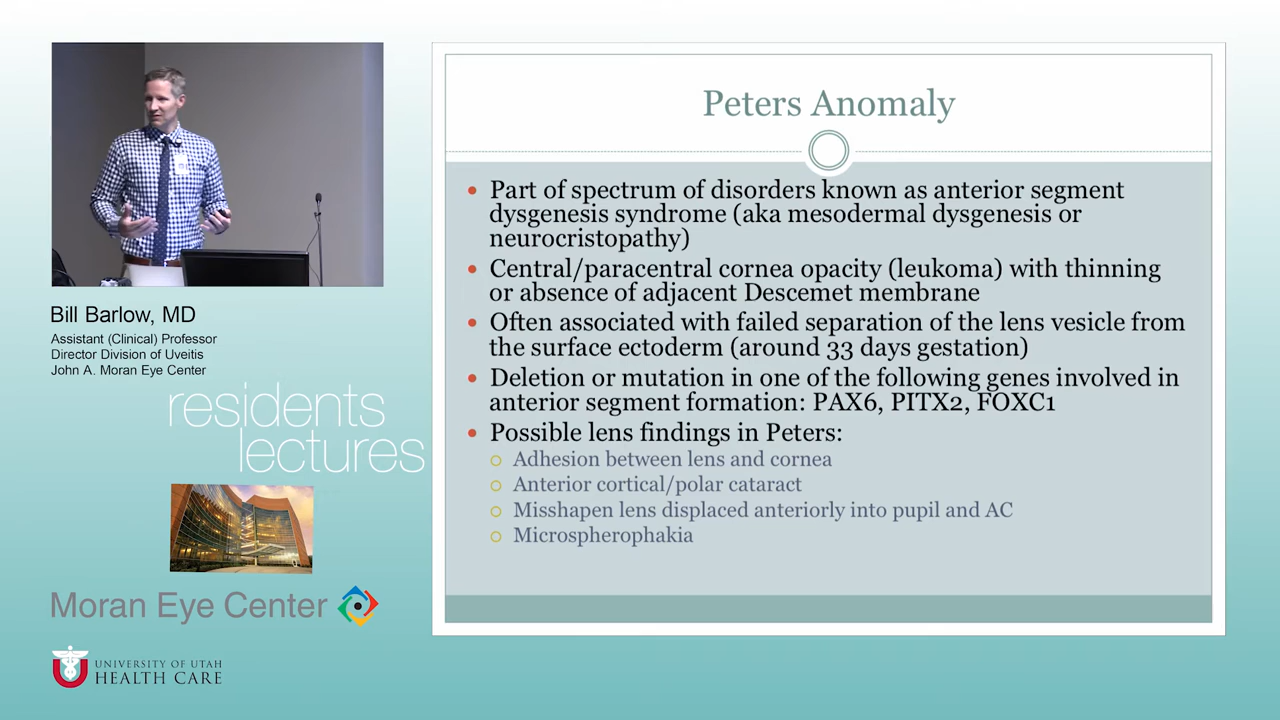 Bill Barlow, MD
Assistant (Clinical) Professor
Director Division of Uveitis
John A. Moran Eye Center
residents
lectures
Moran Eye Center
UNIVERSITY OF UTAH
HEALTH CARE
Peters Anomaly
Part of spectrum of disorders known as anterior segment
dysgenesis syndrome (aka mesodermal dysgenesis or
neurocristopathy)
Central/paracentral cornea opacity (leukoma) with thinning
or absence of adjacent Descemet membrane
Often associated with failed separation of the lens vesicle from
the surface ectoderm (around 33 days gestation)
Deletion or mutation in one of the following genes involved in
anterior segment formation: PAX6, PITX2, FOXC1
Possible lens findings in Peters:
Adhesion between lens and cornea
Anterior cortical/polar cataract
Misshapen lens displaced anteriorly into pupil and AC
Microspherophakia